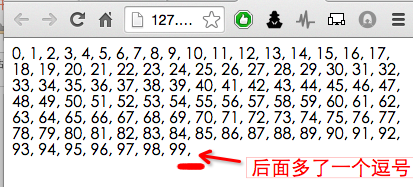 127....
0, 1, 2, 3, 4, 5, 6, 7, 8, 9, 10, 11, 12, 13, 14, 15, 16, 17,
18, 19, 20, 21, 22, 23, 24, 25, 26, 27, 28, 29, 30, 31, 32,
33, 34, 35, 36, 37, 38, 39, 40, 41, 42, 43, 44, 45, 46, 47,
48, 49, 50, 51, 52, 53, 54, 55, 56, 57, 58, 59, 60, 61, 62,
63, 64, 65, 66, 67, 68, 69, 70, 71, 72, 73, 74, 75, 76, 77,
78, 79, 80, 81, 82, 83, 84, 85, 86, 87, 88, 89, 90, 91, 92,
93, 94, 95, 96, 97, 98, 99,
后面多了一个逗号